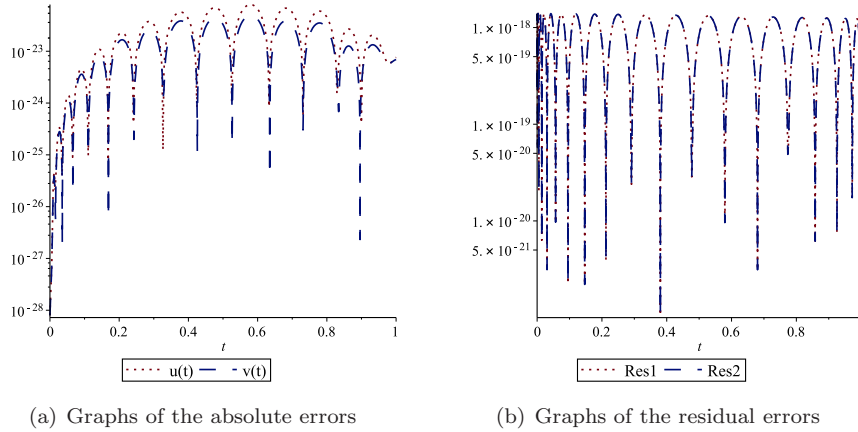 10⁻²³
10⁻²⁴
10⁻²⁵
10⁻²⁶
10⁻²⁷
10⁻²⁸
0 0.2 0.4 0.6 0.8 1
t
u(t) v(t)
(a) Graphs of the absolute errors
1. × 10⁻¹⁸
5. × 10⁻¹⁹
1. × 10⁻¹⁹
5. × 10⁻²⁰
1. × 10⁻²⁰
5. × 10⁻²¹
0 0.2 0.4 0.6 0.8
t
Res1 Res2
(b) Graphs of the residual errors